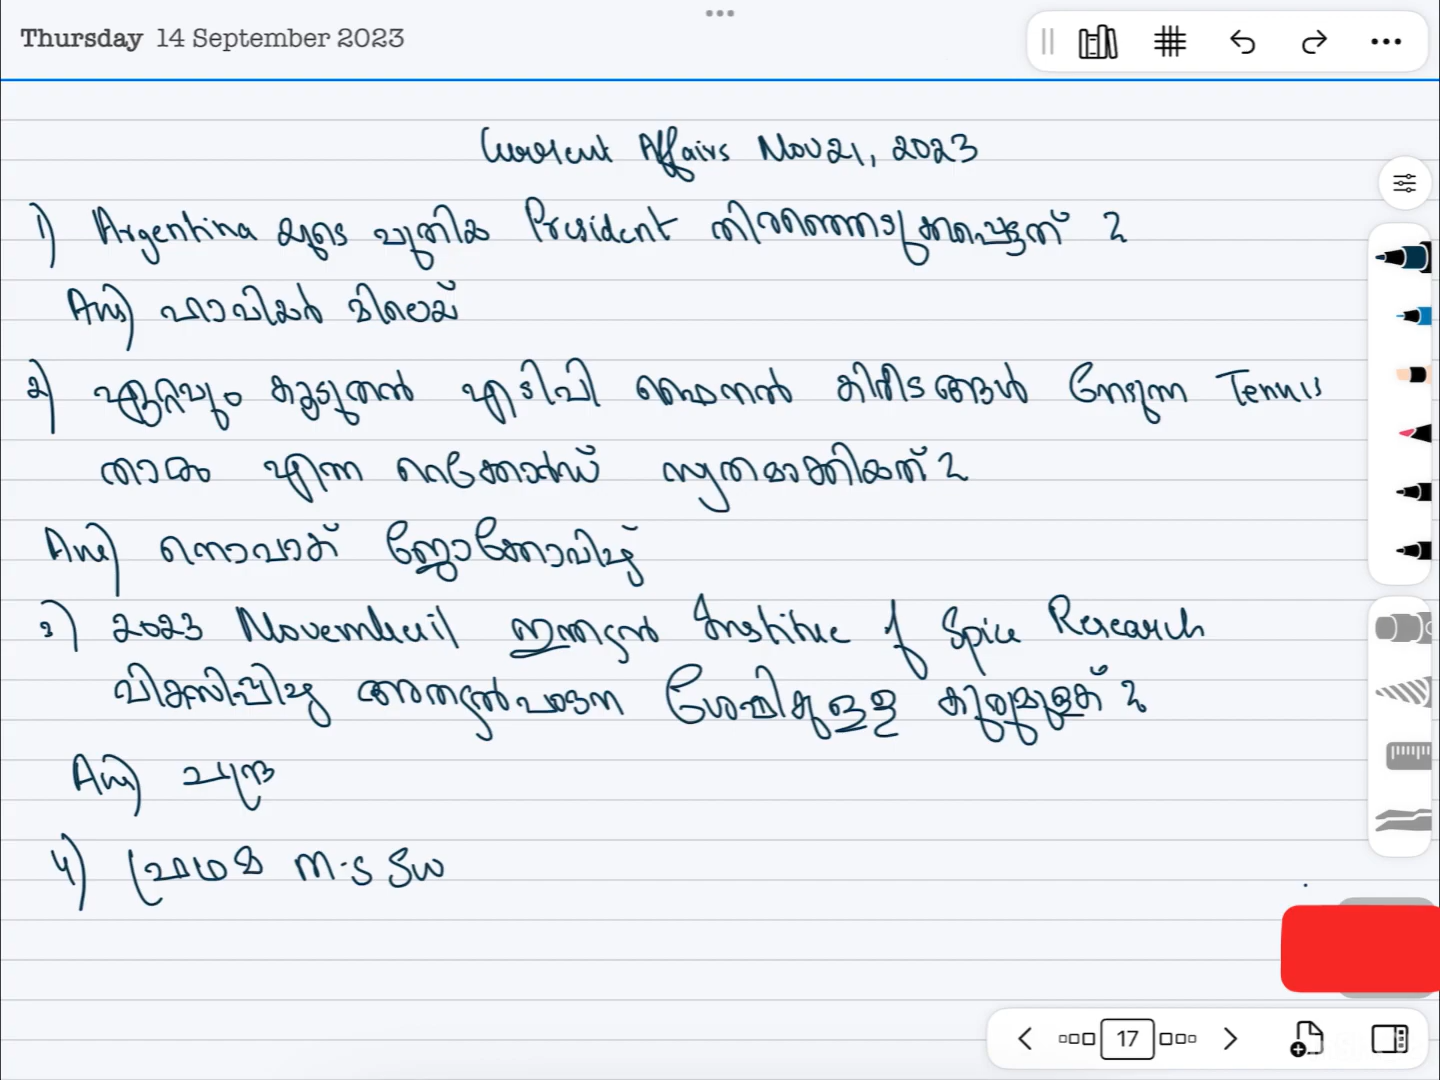 Thursday 14 September 2023
Current Affairs Nov 21, 2023
1) Argentina യുടെ പുതിയ President തിരഞ്ഞെടുക്കപ്പെട്ടത് ?
Ans) ഹാവിയർ മിലെയ്
2) ഏറ്റവും കൂടുതൽ എടിപി ഫൈനൽ കിരീടങ്ങൾ നേടുന്ന Tennis
താരം എന്ന റെക്കോർഡ് സ്വന്തമാക്കിയത് ?
Ans) നൊവാക് ജോക്കോവിച്ച്
3) 2023 Novemberil ഇന്ത്യൻ Institute of Spice Research
വികസിപ്പിച്ച അത്യുൽപാദന ശേഷിയുള്ള കുരുമുളക് ?
Ans) ചന്ദ്ര
4) പ്രഥമ M.S Sw
17